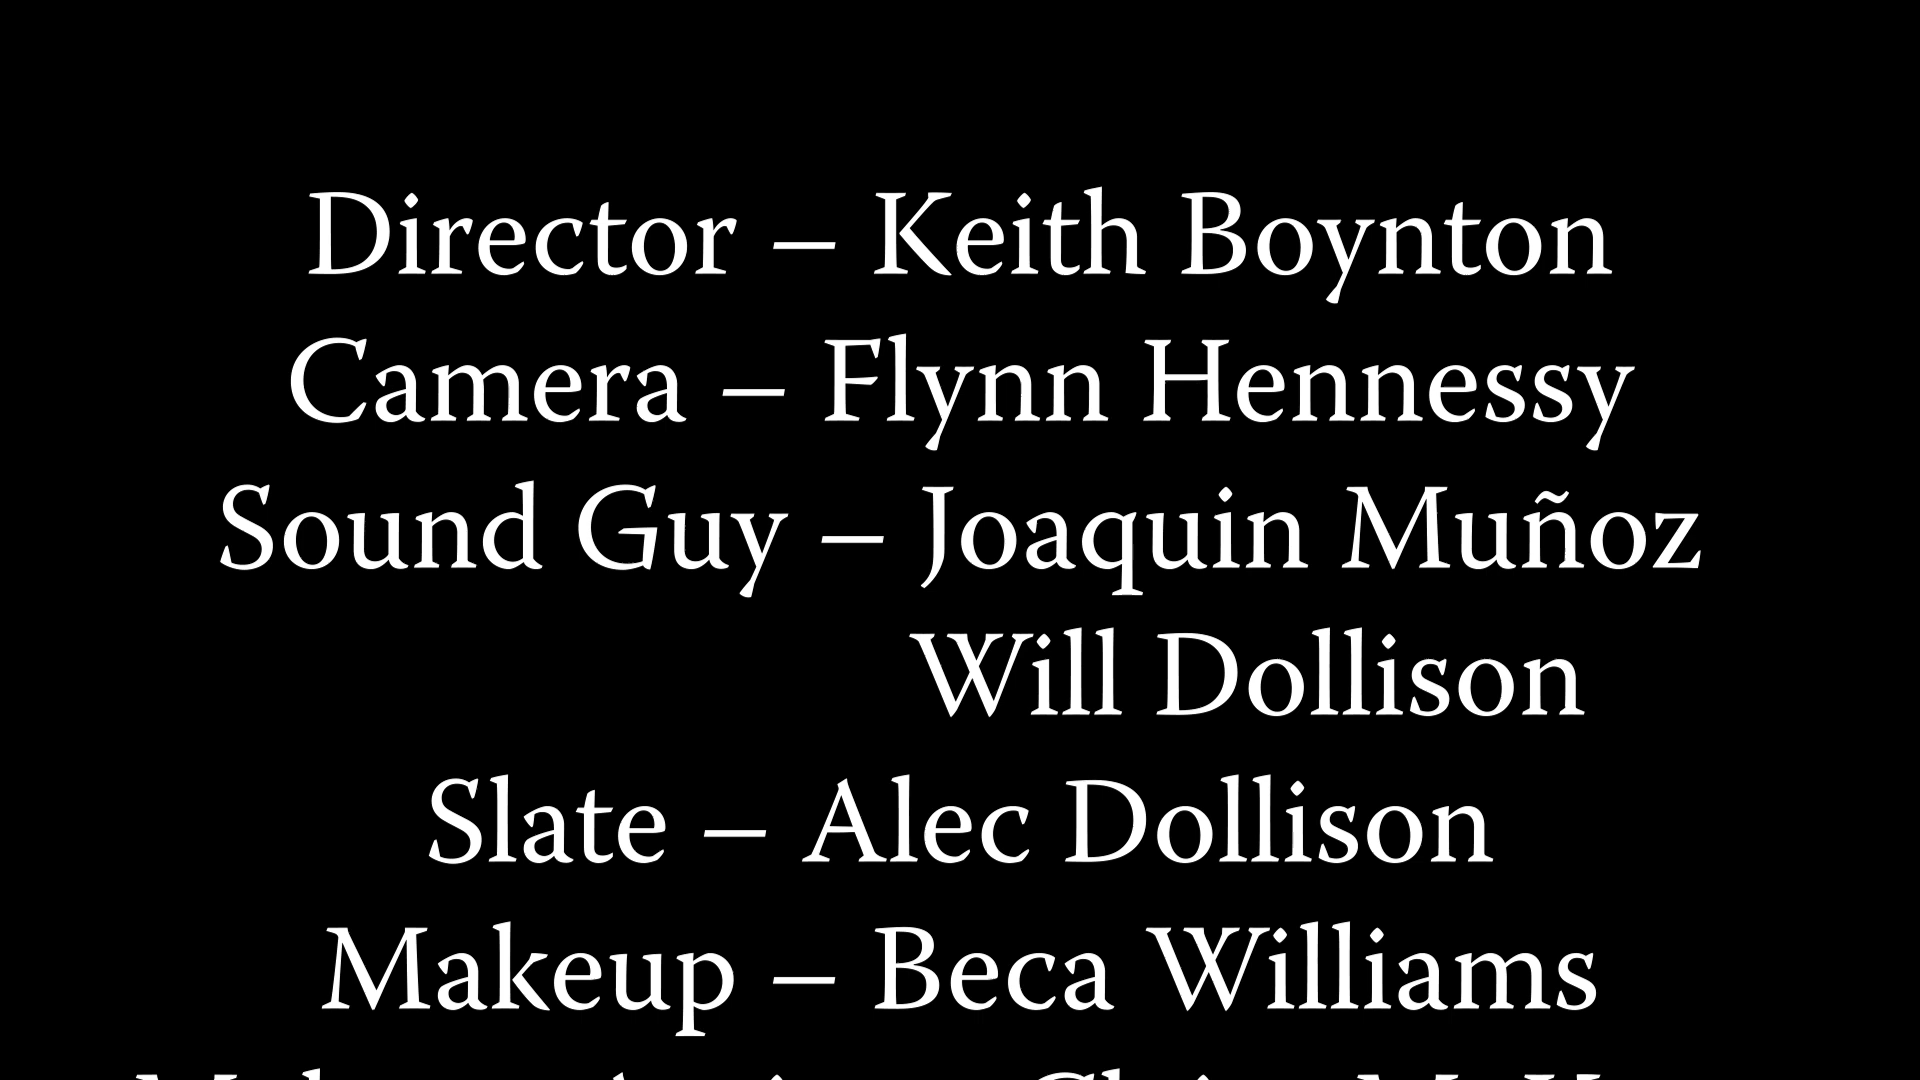 Director – Keith Boynton
Camera – Flynn Hennessy
Sound Guy – Joaquin Muñoz
Will Dollison
Slate – Alec Dollison
Makeup – Beca Williams